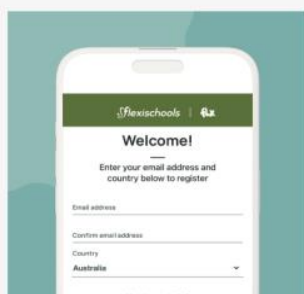 flexischools
Welcome!
Enter your email address and
country below to register
Email address
Confirm email address
Country
Australia